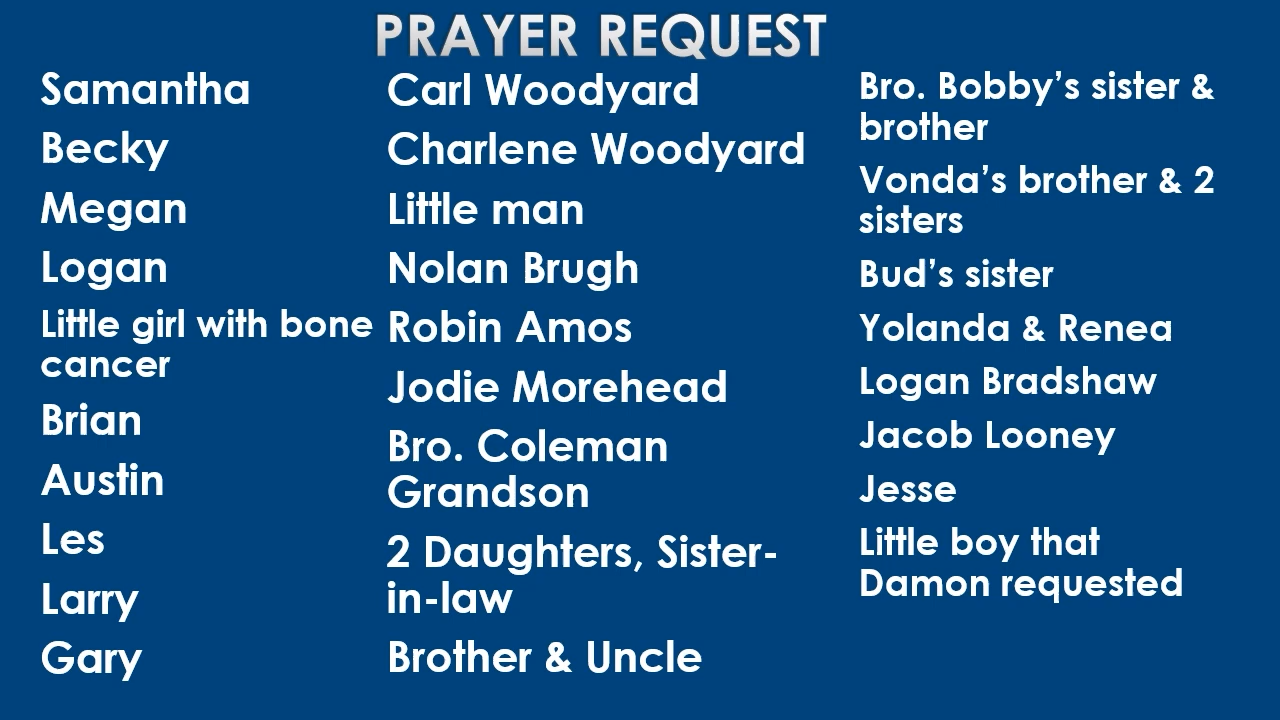 PRAYER REQUEST
Samantha
Becky
Megan
Logan
Little girl with bone
cancer
Brian
Austin
Les
Larry
Gary
Carl Woodyard
Charlene Woodyard
Little man
Nolan Brugh
Robin Amos
Jodie Morehead
Bro. Coleman
Grandson
2 Daughters, Sister-
in-law
Brother & Uncle
Bro. Bobby’s sister &
brother
Vonda’s brother & 2
sisters
Bud’s sister
Yolanda & Renea
Logan Bradshaw
Jacob Looney
Jesse
Little boy that
Damon requested